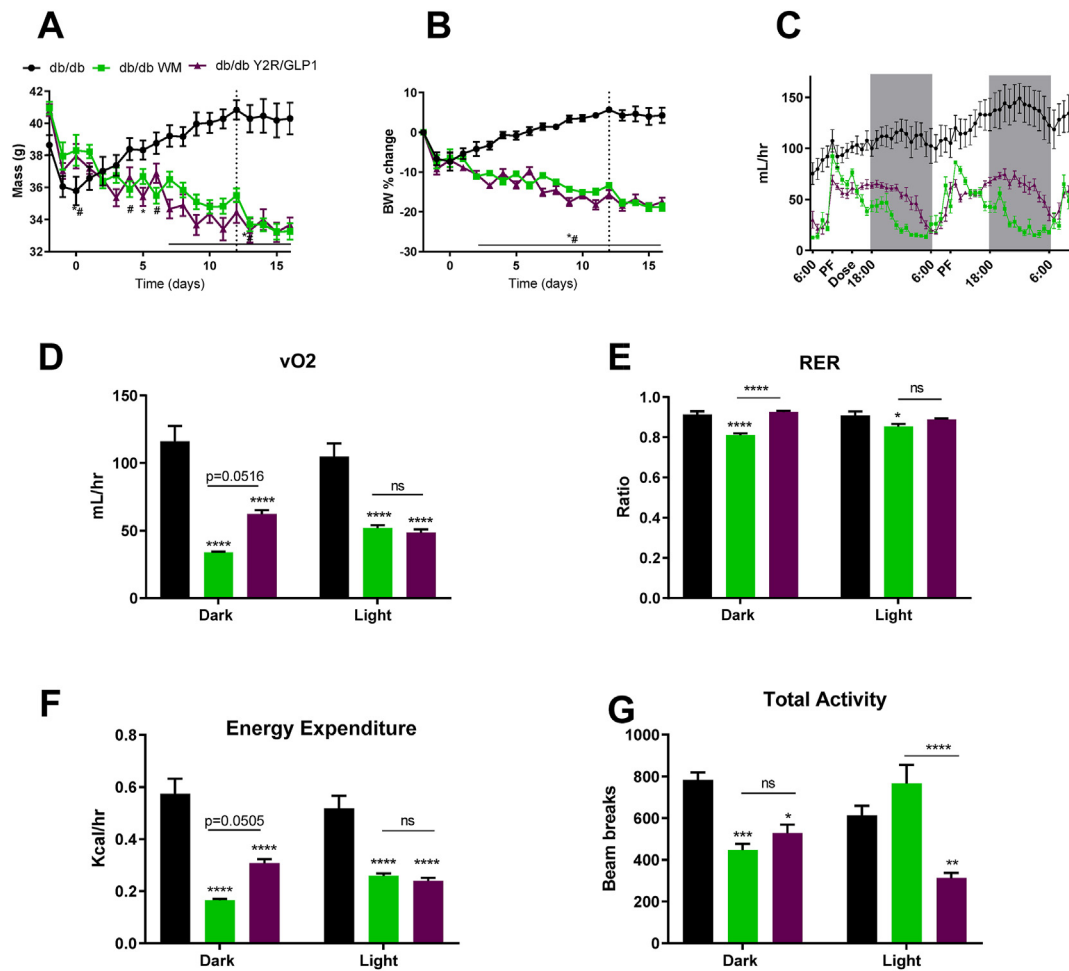 A
B
C
db/db db/db WM db/db Y2R/GLP1
Mass (g)
42
40
38
36
34
32
*#
# * #
*
#
0 5 10 15
Time (days)
BW % change
10
0
-10
-20
-30
*#
0 5 10 15
Time (days)
mL/hr
150
100
50
0
6:00 PF Dose 18:00 6:00 PF 18:00 6:00
D
vO2
mL/hr
150
100
50
0
p=0.0516
****
****
ns
**** ****
Dark Light
E
RER
Ratio
1.0
0.8
0.6
0.4
0.2
0.0
****
****
ns
*
Dark Light
F
Energy Expenditure
Kcal/hr
0.8
0.6
0.4
0.2
0.0
p=0.0505
****
****
ns
**** ****
Dark Light
G
Total Activity
Beam breaks
1000
800
600
400
200
0
ns
***
*
****
**
Dark Light